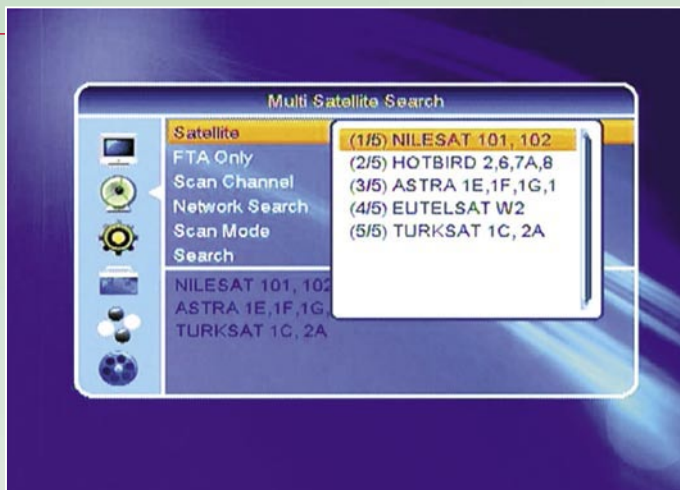 Multi Satellite Search
Satellite
FTA Only
Scan Channel
Network Search
Scan Mode
Search
(1/5) NILESAT 101, 102
(2/5) HOTBIRD 2,6,7A,8
(3/5) ASTRA 1E,1F,1G,1
(4/5) EUTELSAT W2
(5/5) TURKSAT 1C, 2A
NILESAT 101, 102
ASTRA 1E,1F,1G,
TURKSAT 1C, 2A